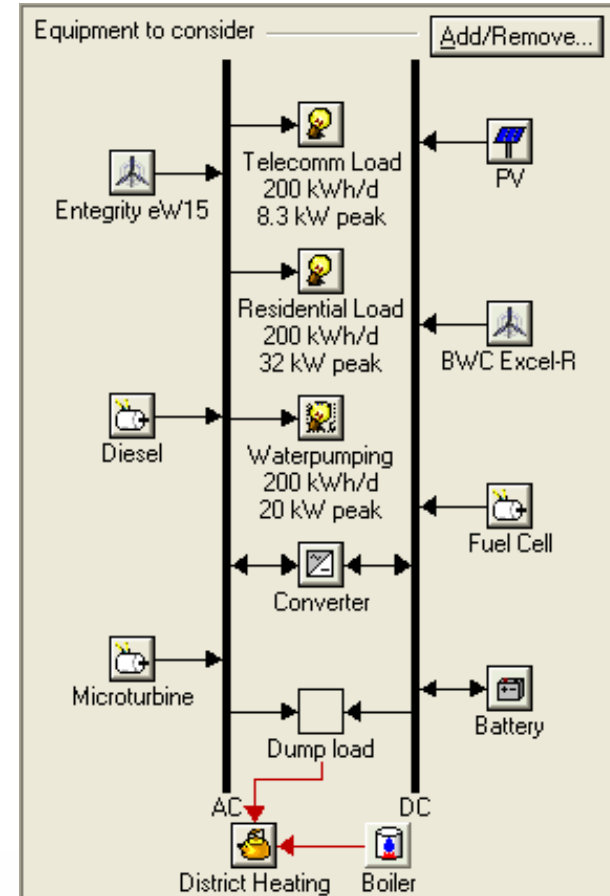 Equipment to consider
Add/Remove...
Telecomm Load
200 kWh/d
8.3 kW peak
PV
Entegrity eW15
Residential Load
200 kWh/d
32 kW peak
BWC Excel-R
Diesel
Waterpumping
200 kWh/d
20 kW peak
Fuel Cell
Converter
Microturbine
Battery
Dump load
AC
DC
District Heating
Boiler